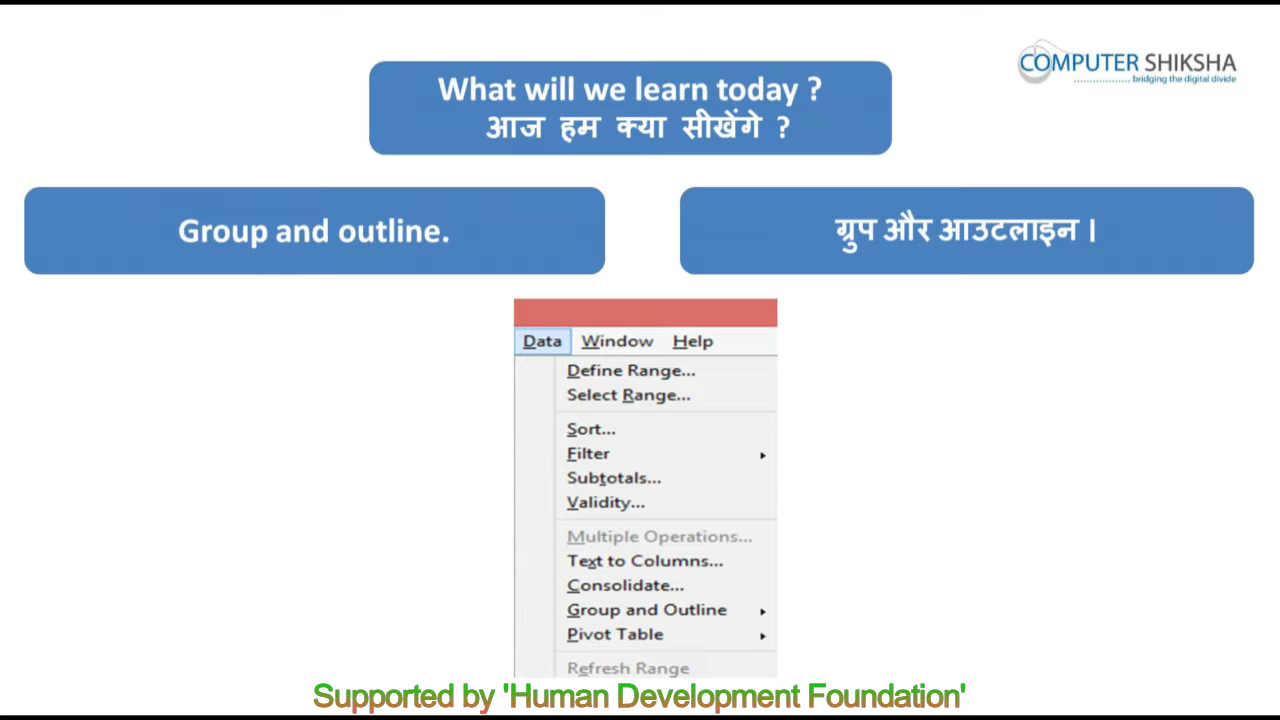 COMPUTER SHIKSHA
bridging the digital divide
What will we learn today ?
आज हम क्या सीखेंगे ?
Group and outline.
ग्रुप और आउटलाइन ।
Data Window Help
Define Range...
Select Range...
Sort...
Filter
Subtotals...
Validity...
Multiple Operations...
Text to Columns...
Consolidate...
Group and Outline
Pivot Table
Refresh Range
Supported by 'Human Development Foundation'